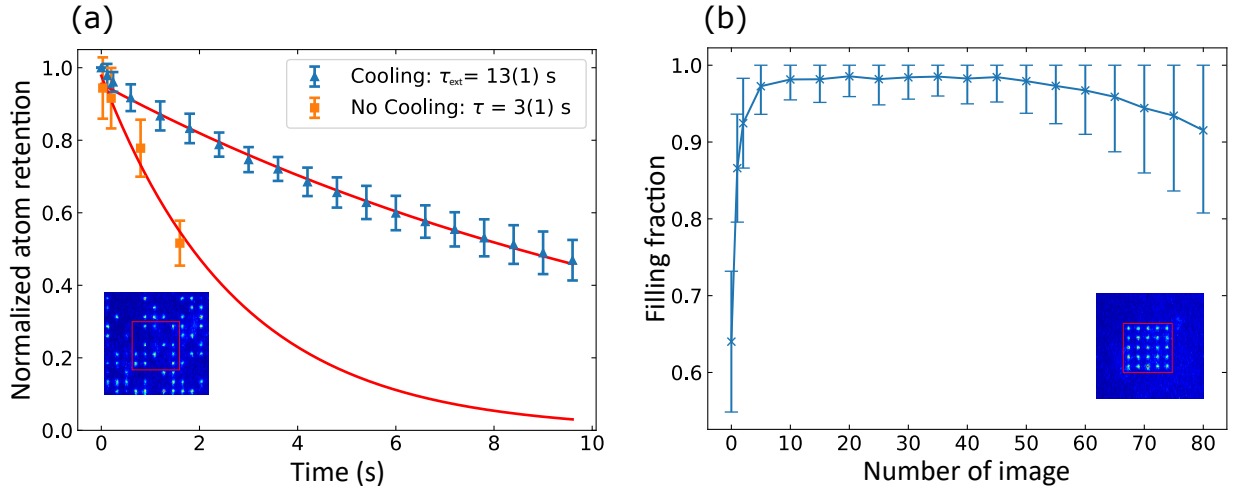 (a)
(b)
Normalized atom retention
1.0
0.8
0.6
0.4
0.2
0.0
Cooling: τ_ext = 13(1) s
No Cooling: τ = 3(1) s
0 2 4 6 8 10
Time (s)
Filling fraction
1.0
0.9
0.8
0.7
0.6
0 10 20 30 40 50 60 70 80
Number of image